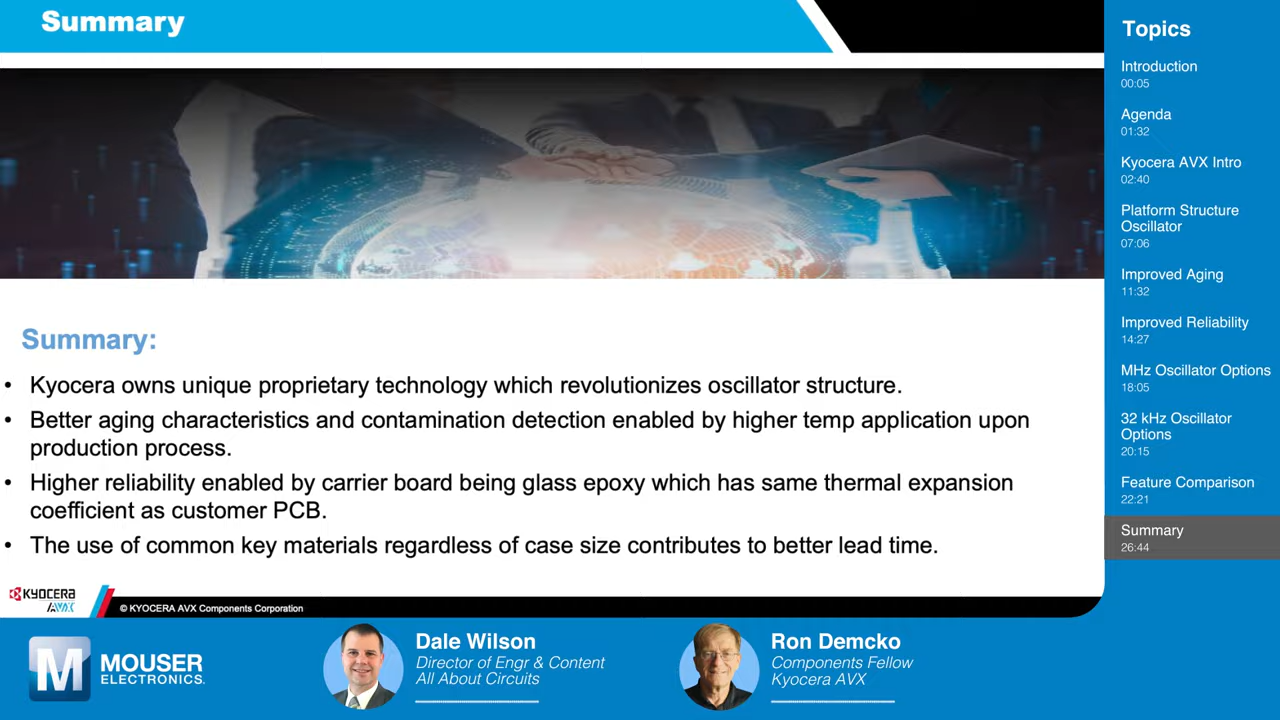 Summary
Summary:
• Kyocera owns unique proprietary technology which revolutionizes oscillator structure.
• Better aging characteristics and contamination detection enabled by higher temp application upon
production process.
• Higher reliability enabled by carrier board being glass epoxy which has same thermal expansion
coefficient as customer PCB.
• The use of common key materials regardless of case size contributes to better lead time.
KYOCERA
AVX
© KYOCERA AVX Components Corporation
Topics
Introduction
00:05
Agenda
01:32
Kyocera AVX Intro
02:40
Platform Structure
Oscillator
07:06
Improved Aging
11:32
Improved Reliability
14:27
MHz Oscillator Options
18:05
32 kHz Oscillator
Options
20:15
Feature Comparison
22:21
Summary
26:44
M
MOUSER
ELECTRONICS.
Dale Wilson
Director of Engr & Content
All About Circuits
Ron Demcko
Components Fellow
Kyocera AVX